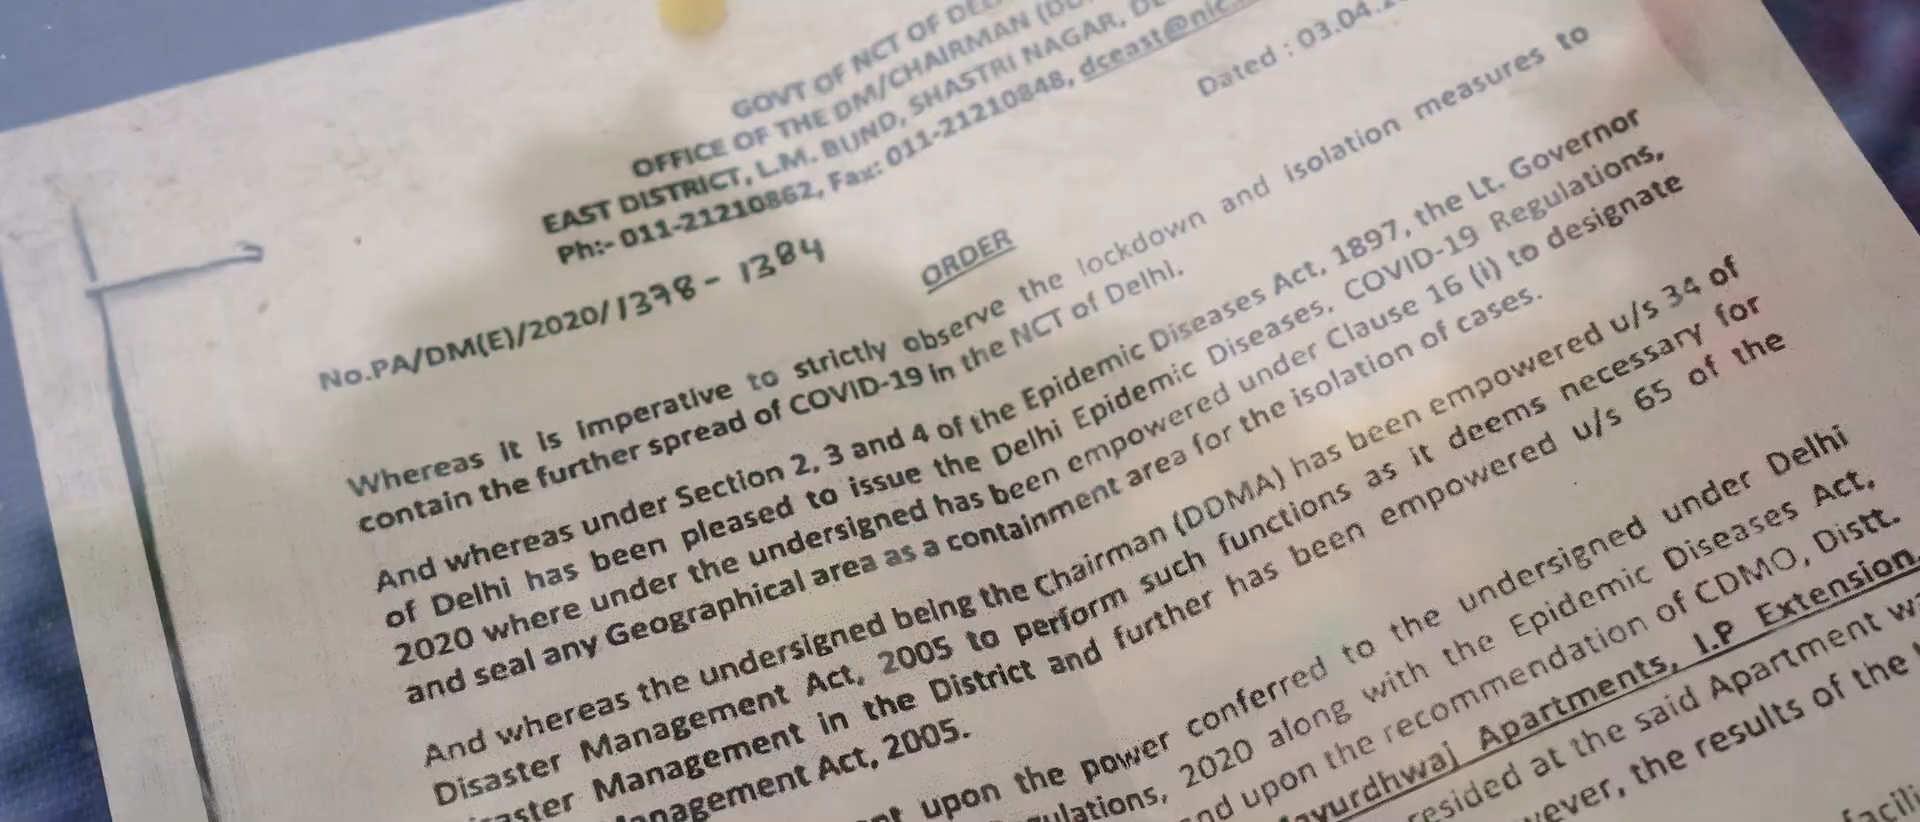 GOVT OF NCT OF
OFFICE OF THE DM/CHAIRMAN
EAST DISTRICT, L.M. BUND, SHASTRI NAGAR,
Ph:- 011-21210862, Fax: 011-21210848, dceast@nic.
No.PA/DM(E)/2020/1378 - 1384
Dated : 03.04.
ORDER
Whereas it is imperative to strictly observe the lockdown and isolation measures to
contain the further spread of COVID-19 in the NCT of Delhi.
And whereas under Section 2, 3 and 4 of the Epidemic Diseases Act, 1897, the Lt. Governor
of Delhi has been pleased to issue the Delhi Epidemic Diseases, COVID-19 Regulations,
2020 where under the undersigned has been empowered under Clause 16 (i) to designate
and seal any Geographical area as a containment area for the isolation of cases.
And whereas the undersigned being the Chairman (DDMA) has been empowered u/s 34 of
Disaster Management Act, 2005 to perform such functions as it deems necessary for
Management in the District and further has been empowered u/s 65 of the
Act, 2005.
upon the power conferred to the undersigned under Delhi
2020 along with the Epidemic Diseases Act,
upon the recommendation of CDMO, Distt.
Apartments, I.P Extension,
resided at the said Apartment
the results of the